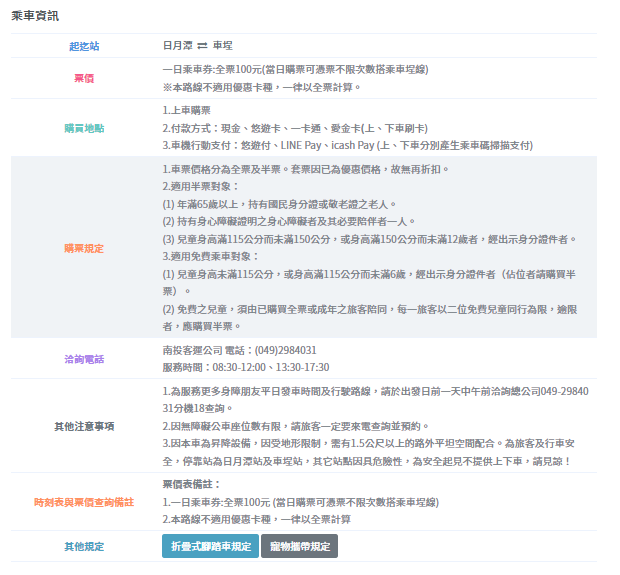 乘車資訊
起迄站
日月潭 ⇄ 車埕
票價
一日乘車券:全票100元(當日購票可憑票不限次數搭乘車埕線)
※本路線不適用優惠卡種，一律以全票計算。
購買地點
1.上車購票
2.付款方式：現金、悠遊卡、一卡通、愛金卡(上、下車刷卡)
3.車機行動支付：悠遊付、LINE Pay、icash Pay (上、下車分別產生乘車碼掃描支付)
購票規定
1.車票價格分為全票及半票。套票因已為優惠價格，故無再折扣。
2.適用半票對象：
(1) 年滿65歲以上，持有國民身分證或敬老證之老人。
(2) 持有身心障礙證明之身心障礙者及其必要陪伴者一人。
(3) 兒童身高滿115公分而未滿150公分，或身高滿150公分而未滿12歲者，經出示身分證件者。
3.適用免費乘車對象：
(1) 兒童身高未滿115公分，或身高滿115公分而未滿6歲，經出示身分證件者（佔位者請購買半
票）。
(2) 免費之兒童，須由已購買全票或成年之旅客陪同，每一旅客以二位免費兒童同行為限，逾限
者，應購買半票。
洽詢電話
南投客運公司 電話：(049)2984031
服務時間：08:30-12:00、13:30-17:30
其他注意事項
1.為服務更多身障朋友平日發車時間及行駛路線，請於出發日前一天中午前洽詢總公司049-29840
31分機18查詢。
2.因無障礙公車座位數有限，請旅客一定要來電查詢並預約。
3.因本車為昇降設備，因受地形限制，需有1.5公尺以上的路外平坦空間配合。為旅客及行車安
全，停靠站為日月潭站及車埕站，其它站點因具危險性，為安全起見不提供上下車，請見諒！
時刻表與票價查詢備註
票價表備註：
1.一日乘車券:全票100元 (當日購票可憑票不限次數搭乘車埕線)
2.本路線不適用優惠卡種，一律以全票計算
其他規定
折疊式腳踏車規定
寵物攜帶規定